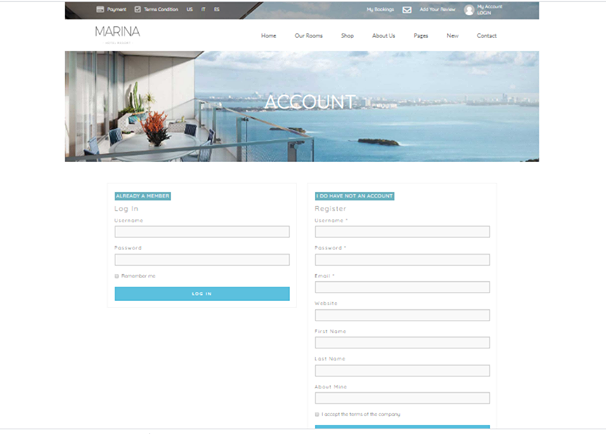 Payment Terms Condition US IT ES My Bookings Add Your Review My Account
LOGIN
MARINA
Home Our Rooms Shop About Us Pages New Contact
ACCOUNT
ALREADY A MEMBER
Log In
Username
Password
Remember me
LOG IN
I DO HAVE NOT AN ACCOUNT
Register
Username *
Password *
Email *
Website
First Name
Last Name
About Mine
I accept the terms of the company